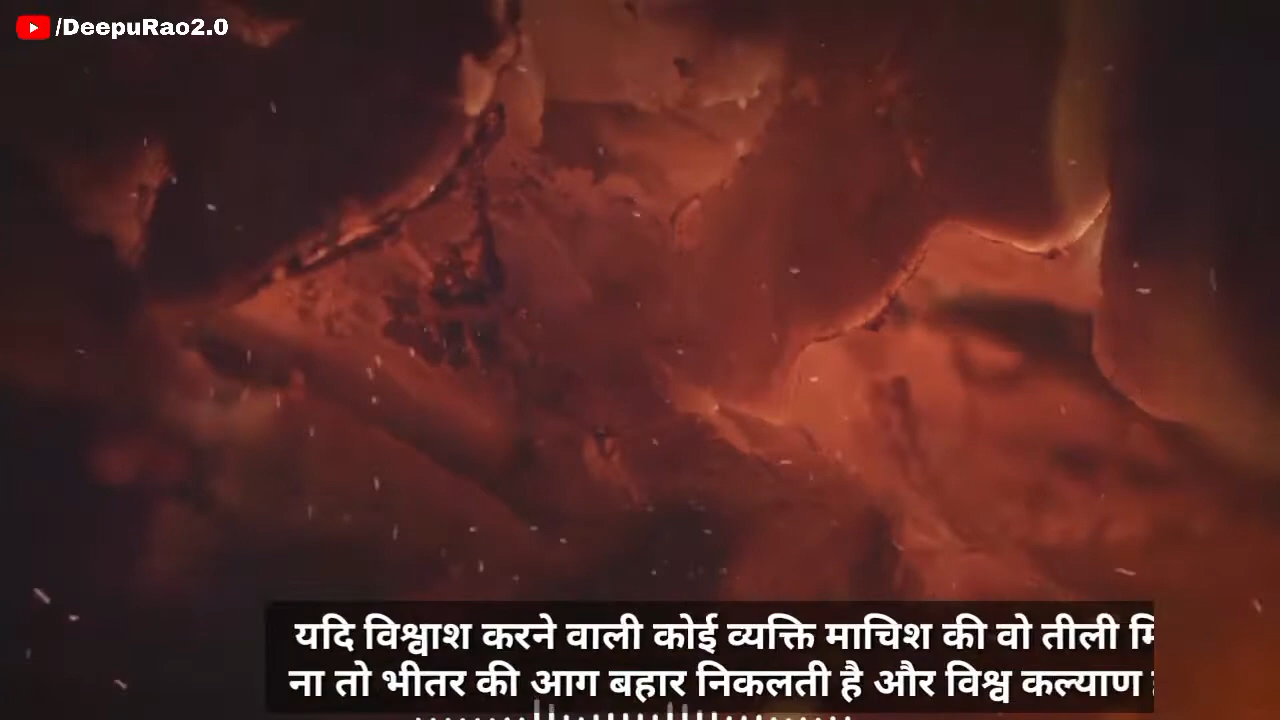 /DeepuRao2.0
यदि विश्वाश करने वाली कोई व्यक्ति माचिश की वो तीली
ना तो भीतर की आग बहार निकलती है और विश्व कल्याण